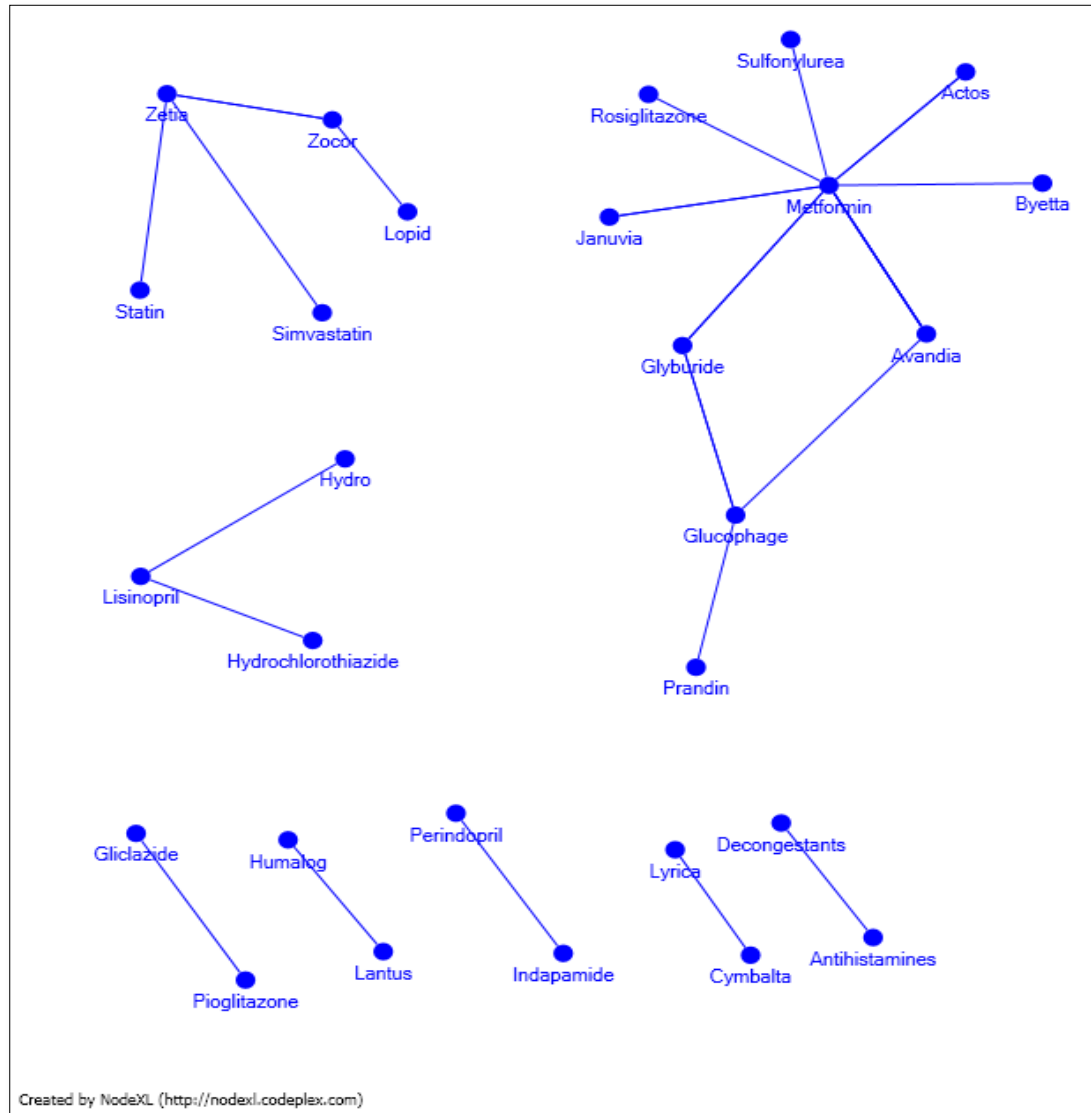 Sulfonylurea
Actos
Zetia
Rosiglitazone
Zocor
Metformin
Byetta
Lopid
Januvia
Statin
Simvastatin
Glyburide
Avandia
Hydro
Glucophage
Lisinopril
Hydrochlorothiazide
Prandin
Perindopril
Decongestants
Gliclazide
Humalog
Lyrica
Antihistamines
Lantus
Indapamide
Cymbalta
Pioglitazone
Created by NodeXL (http://nodexl.codeplex.com)